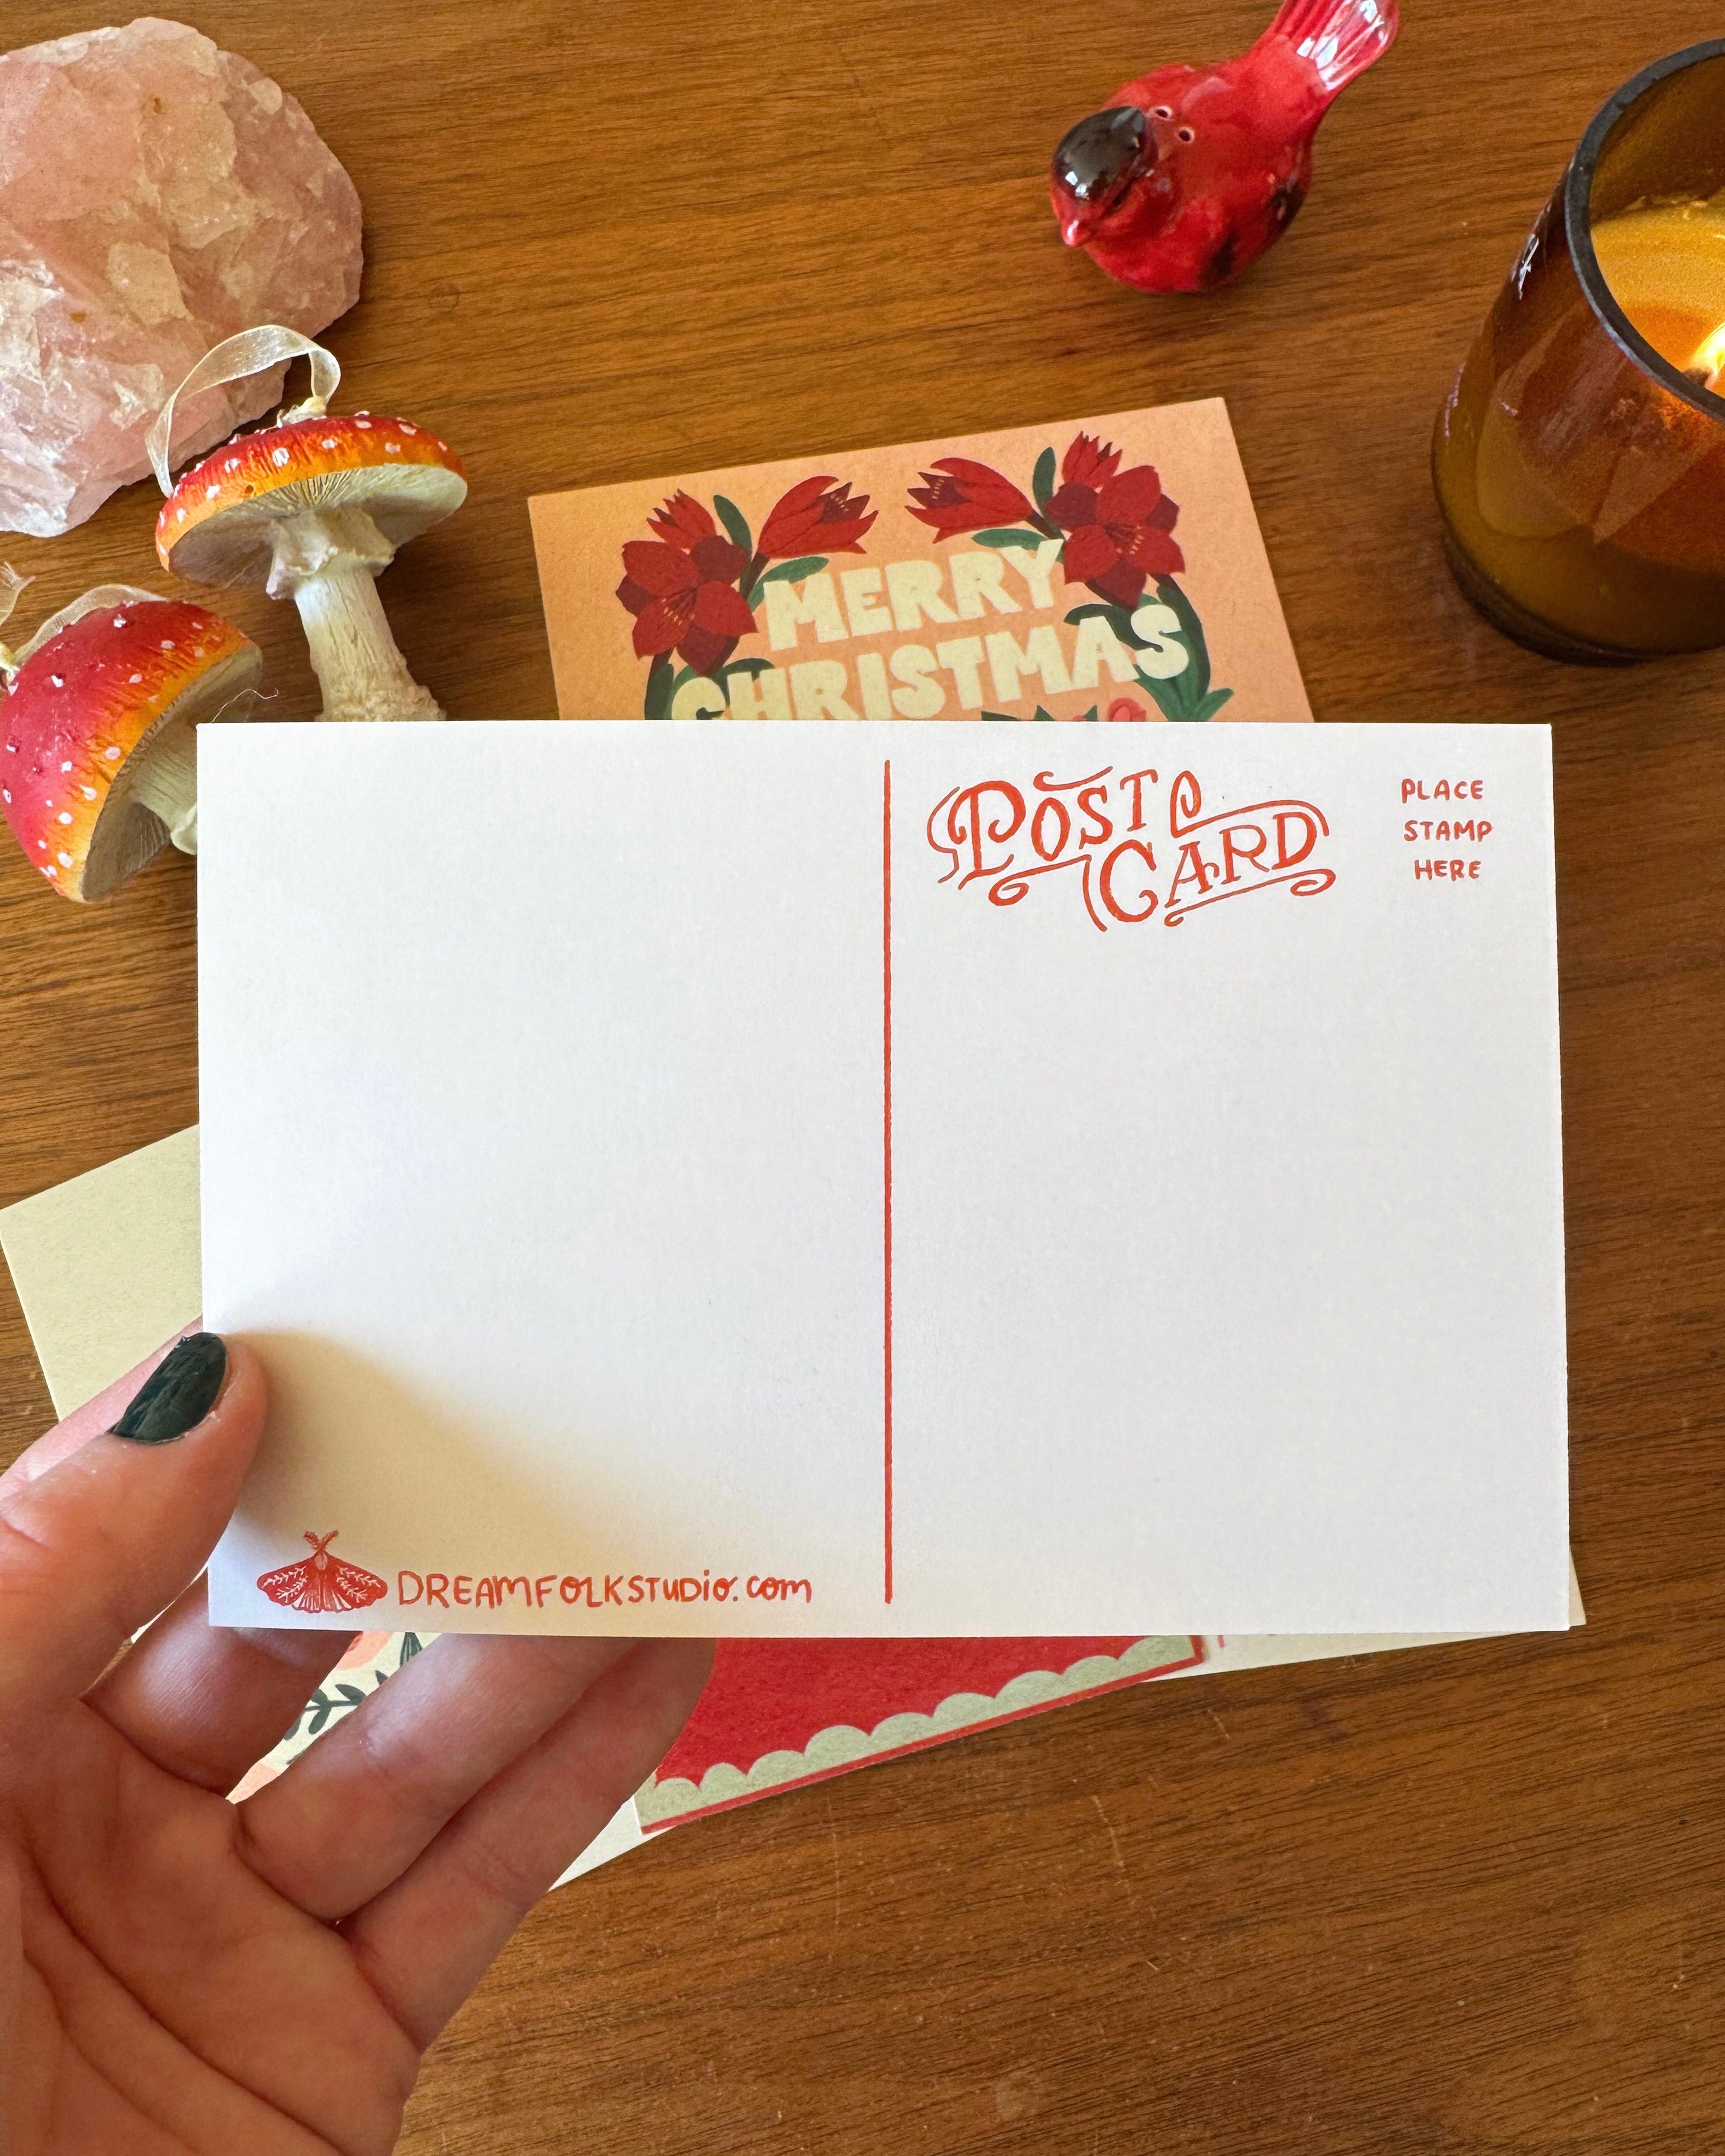 MERRY
CHRISTMAS
POST
CARD
PLACE
STAMP
HERE
DREAMFOLKSTUDIO.COM